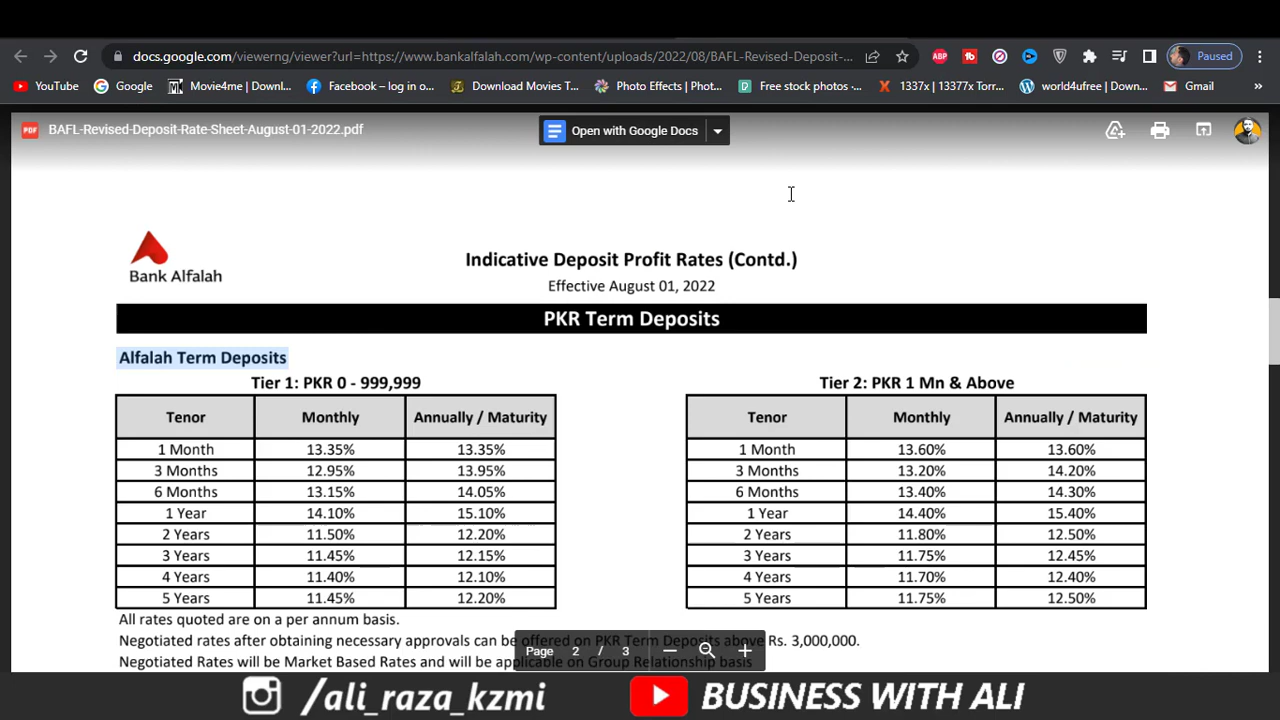 docs.google.com/viewerng/viewer?url=https://www.bankalfalah.com/wp-content/uploads/2022/08/BAFL-Revised-Deposit-...
ABP
Paused
YouTube Google Movie4me | Downl... Facebook – log in o... Download Movies T... Photo Effects | Phot... Free stock photos ·... 1337x | 13377x Torr... world4ufree | Down... Gmail »
PDF BAFL-Revised-Deposit-Rate-Sheet-August-01-2022.pdf
Open with Google Docs
Bank Alfalah
Indicative Deposit Profit Rates (Contd.)
Effective August 01, 2022
PKR Term Deposits
Alfalah Term Deposits
Tier 1: PKR 0 - 999,999
Tenor Monthly Annually / Maturity
1 Month 13.35% 13.35%
3 Months 12.95% 13.95%
6 Months 13.15% 14.05%
1 Year 14.10% 15.10%
2 Years 11.50% 12.20%
3 Years 11.45% 12.15%
4 Years 11.40% 12.10%
5 Years 11.45% 12.20%
Tier 2: PKR 1 Mn & Above
Tenor Monthly Annually / Maturity
1 Month 13.60% 13.60%
3 Months 13.20% 14.20%
6 Months 13.40% 14.30%
1 Year 14.40% 15.40%
2 Years 11.80% 12.50%
3 Years 11.75% 12.45%
4 Years 11.70% 12.40%
5 Years 11.75% 12.50%
All rates quoted are on a per annum basis.
Negotiated rates after obtaining necessary approvals can be offered on PKR Term Deposits above Rs. 3,000,000.
Negotiated Rates will be Market Based Rates and will be applicable on Group Relationship basis
Page 2 / 3
/ali_raza_kzmi
BUSINESS WITH ALI